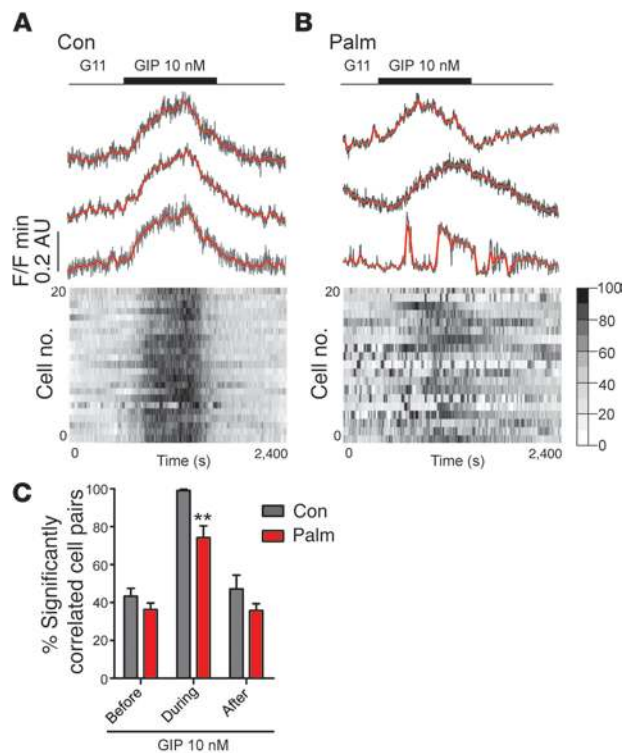 A
Con
G11 GIP 10 nM
F/F min
0.2 AU
20
Cell no.
0
0 Time (s) 2,400
B
Palm
G11 GIP 10 nM
20
Cell no.
0
0 Time (s) 2,400
100
80
60
40
20
0
C
% Significantly
correlated cell pairs
100
80
60
40
20
0
**
Con
Palm
Before During After
GIP 10 nM